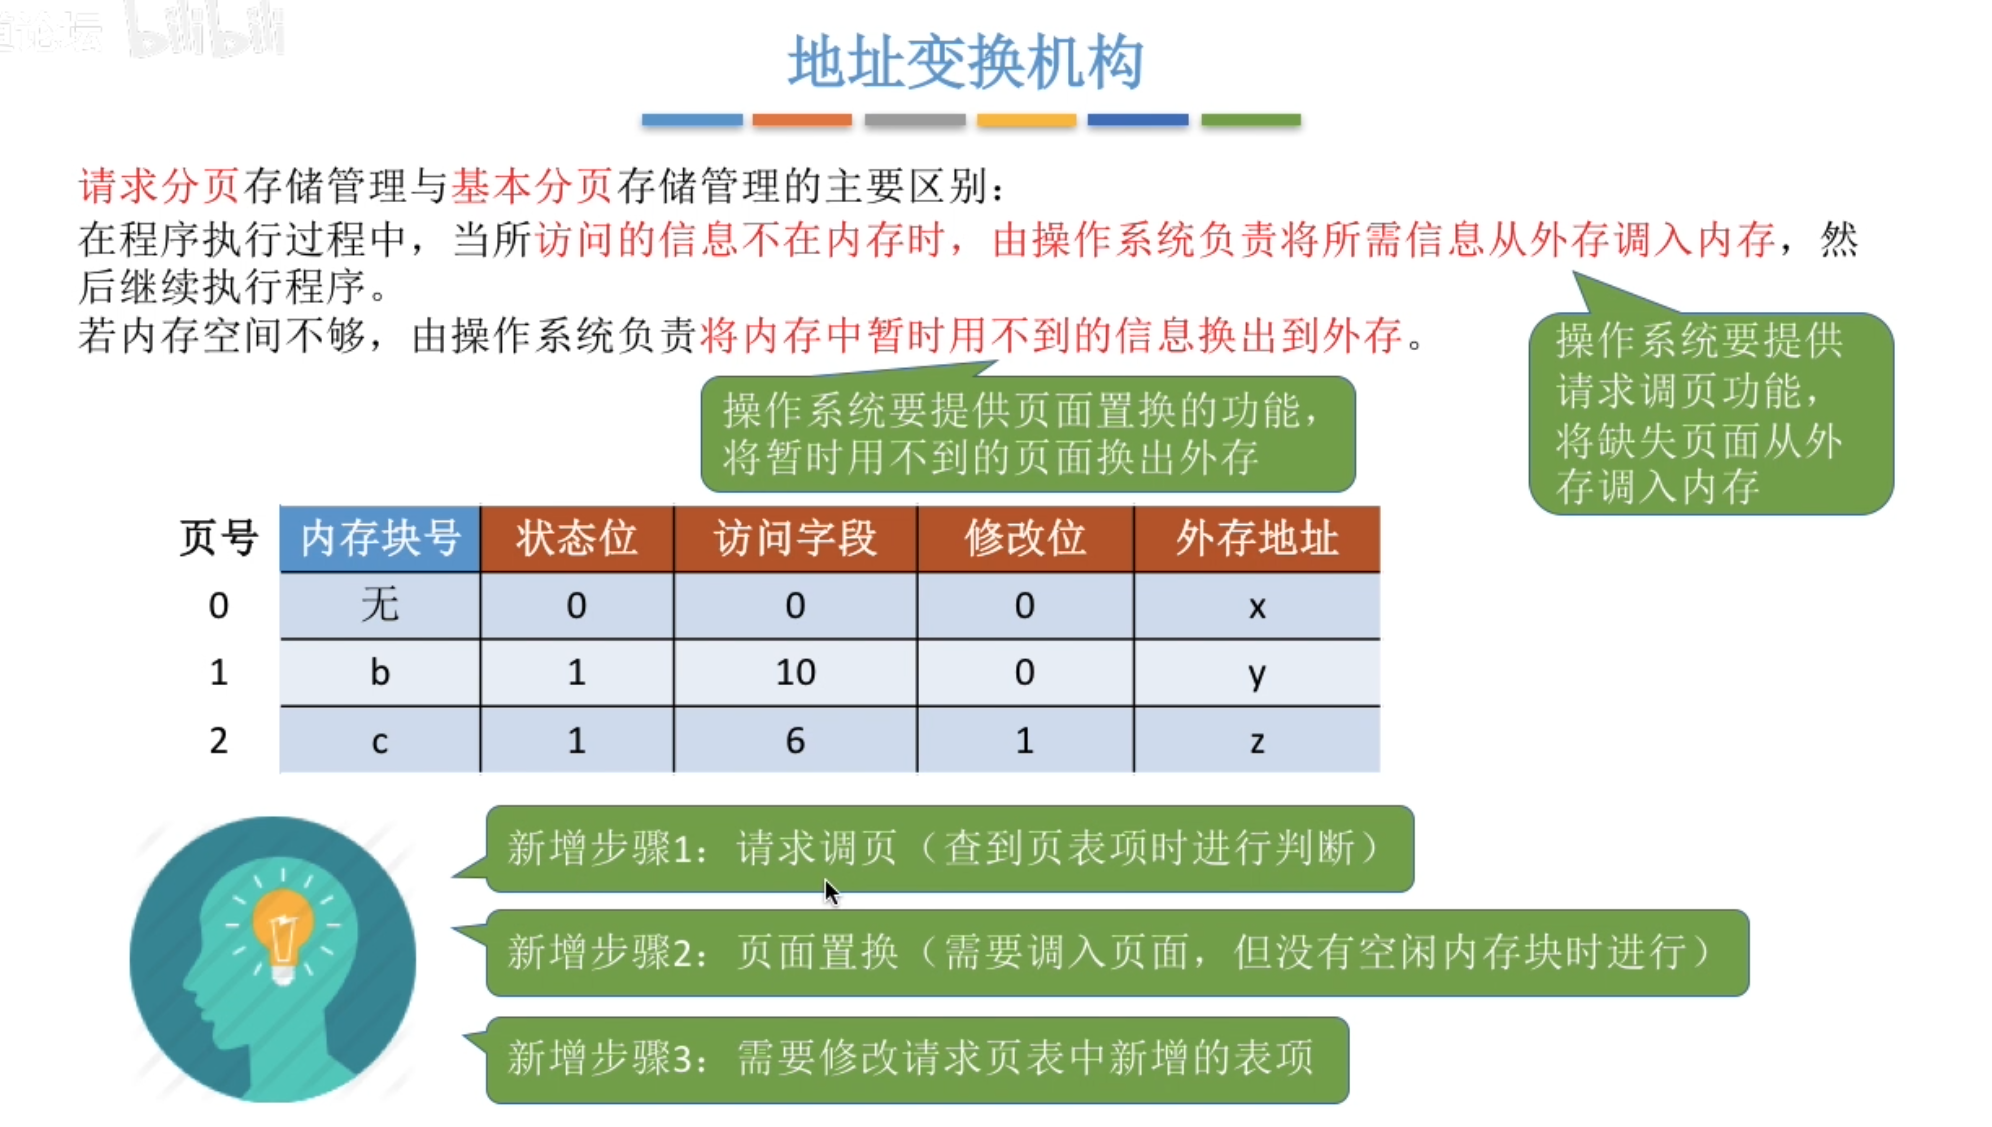 论坛 bilibili
地址变换机构
请求分页存储管理与基本分页存储管理的主要区别：
在程序执行过程中，当所访问的信息不在内存时，由操作系统负责将所需信息从外存调入内存，然
后继续执行程序。
若内存空间不够，由操作系统负责将内存中暂时用不到的信息换出到外存。
操作系统要提供
请求调页功能，
将缺失页面从外
存调入内存
操作系统要提供页面置换的功能，
将暂时用不到的页面换出外存
页号 内存块号 状态位 访问字段 修改位 外存地址
0 无 0 0 0 x
1 b 1 10 0 y
2 c 1 6 1 z
新增步骤1：请求调页（查到页表项时进行判断）
新增步骤2：页面置换（需要调入页面，但没有空闲内存块时进行）
新增步骤3：需要修改请求页表中新增的表项